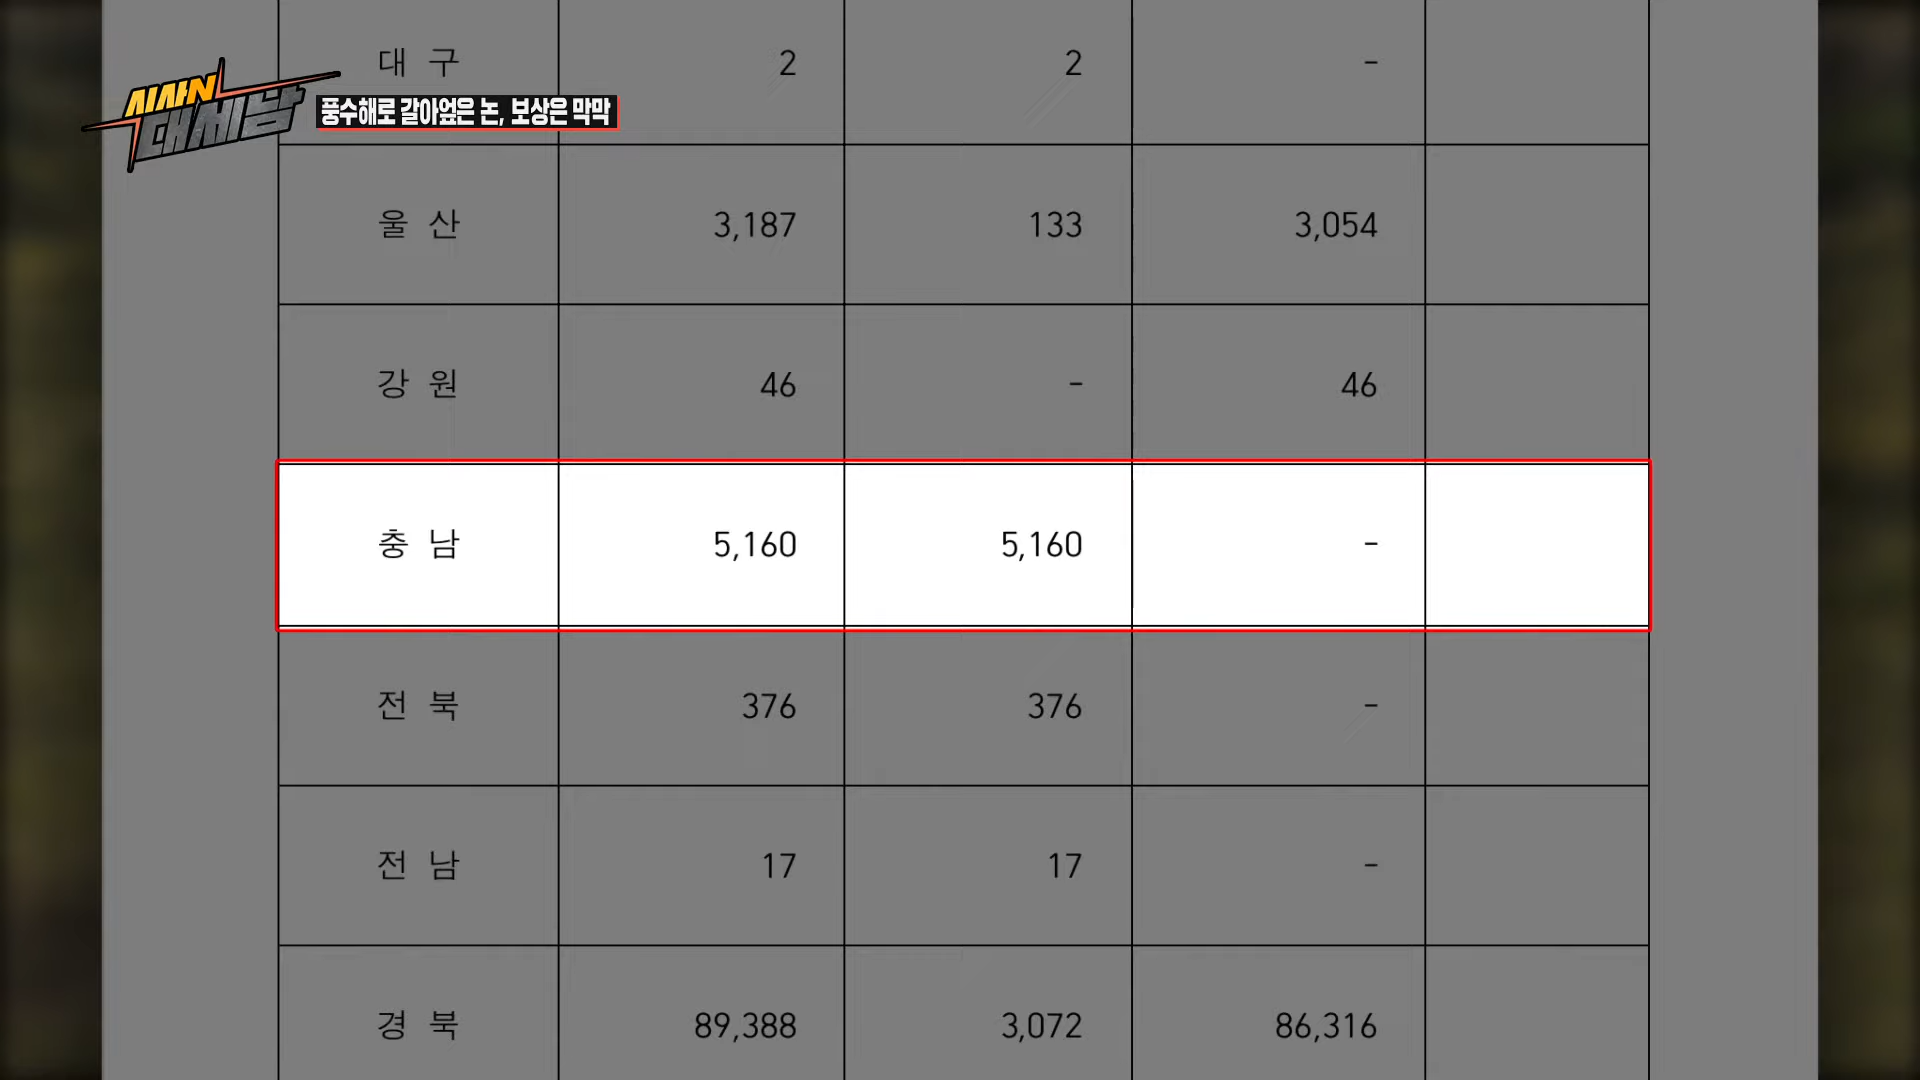 시사N
대세남
풍수해로 갈아엎은 논, 보상은 막막
대 구 2 2 -
울 산 3,187 133 3,054
강 원 46 - 46
충 남 5,160 5,160 -
전 북 376 376 -
전 남 17 17 -
경 북 89,388 3,072 86,316